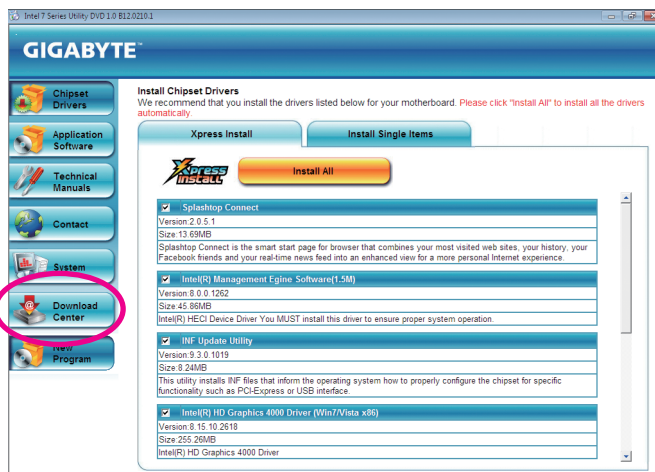 Intel 7 Series Utility DVD 1.0 B12.0210.1
GIGABYTE™
Chipset
Drivers
Application
Software
Technical
Manuals
Contact
System
Download
Center
New
Program
Install Chipset Drivers
We recommend that you install the drivers listed below for your motherboard. Please click "Install All" to install all the drivers
automatically.
Xpress Install
Install Single Items
Xpress
INSTALL
Install All
Splashtop Connect
Version:2.0.5.1
Size:13.69MB
Splashtop Connect is the smart start page for browser that combines your most visited web sites, your history, your
Facebook friends and your real-time news feed into an enhanced view for a more personal Internet experience.
Intel(R) Management Egine Software(1.5M)
Version:8.0.0.1262
Size:45.86MB
Intel(R) HECI Device Driver You MUST install this driver to ensure proper system operation.
INF Update Utility
Version:9.3.0.1019
Size:8.24MB
This utility installs INF files that inform the operating system how to properly configure the chipset for specific
functionality such as PCI-Express or USB interface.
Intel(R) HD Graphics 4000 Driver (Win7/Vista x86)
Version:8.15.10.2618
Size:255.26MB
Intel(R) HD Graphics 4000 Driver